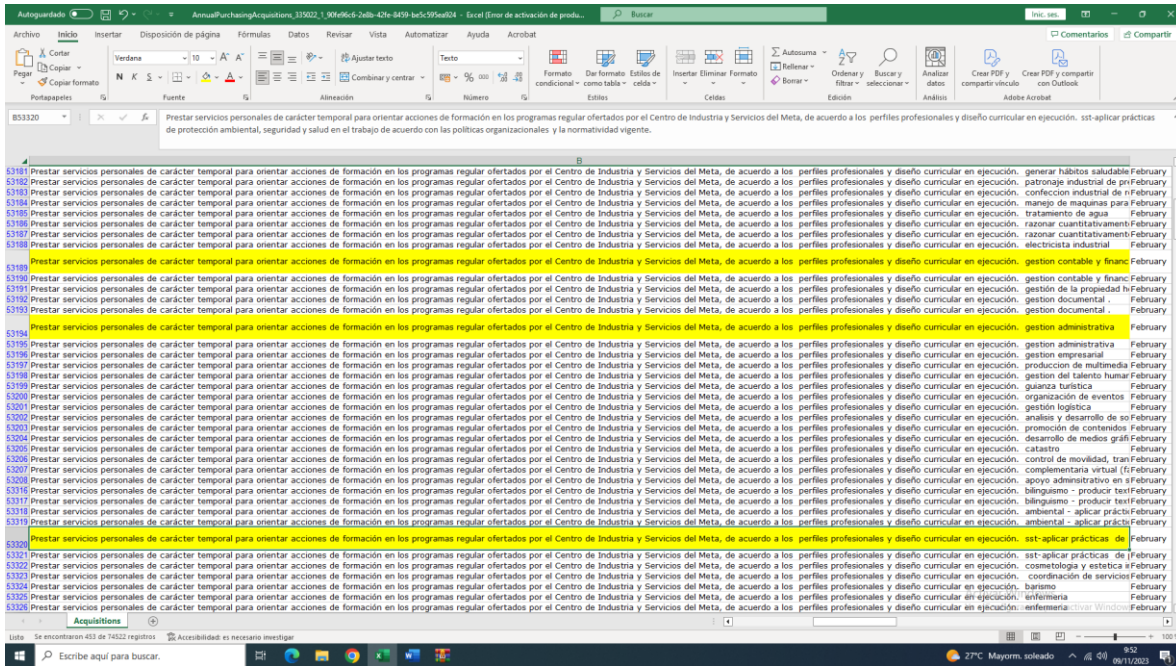 Autoguardado
AnnualPurchasingAcquisitions_335022_1_90fe96c6-2e8b-42fe-8459-be5c595ea824 - Excel (Error de activación de produ...
Buscar
Inic. ses.
Archivo Inicio Insertar Disposición de página Fórmulas Datos Revisar Vista Automatizar Ayuda Acrobat
Comentarios Compartir
Pegar
Cortar
Copiar
Copiar formato
Portapapeles
Verdana 10
N K S
Fuente
Ajustar texto
Combinar y centrar
Alineación
Texto
% 000
Número
Formato condicional
Dar formato como tabla
Estilos de celda
Estilos
Insertar Eliminar Formato
Celdas
Autosuma
Rellenar
Borrar
Ordenar y filtrar
Buscar y seleccionar
Edición
Analizar datos
Análisis
Crear PDF y compartir vínculo
Crear PDF y compartir con Outlook
Adobe Acrobat
B53320
Prestar servicios personales de carácter temporal para orientar acciones de formación en los programas regular ofertados por el Centro de Industria y Servicios del Meta, de acuerdo a los perfiles profesionales y diseño curricular en ejecución. sst-aplicar prácticas
de protección ambiental, seguridad y salud en el trabajo de acuerdo con las políticas organizacionales y la normatividad vigente.
B
53181 Prestar servicios personales de carácter temporal para orientar acciones de formación en los programas regular ofertados por el Centro de Industria y Servicios del Meta, de acuerdo a los perfiles profesionales y diseño curricular en ejecución. generar hábitos saludable February
53182 Prestar servicios personales de carácter temporal para orientar acciones de formación en los programas regular ofertados por el Centro de Industria y Servicios del Meta, de acuerdo a los perfiles profesionales y diseño curricular en ejecución. patronaje industrial de pr February
53183 Prestar servicios personales de carácter temporal para orientar acciones de formación en los programas regular ofertados por el Centro de Industria y Servicios del Meta, de acuerdo a los perfiles profesionales y diseño curricular en ejecución. confeccion industrial de r February
53184 Prestar servicios personales de carácter temporal para orientar acciones de formación en los programas regular ofertados por el Centro de Industria y Servicios del Meta, de acuerdo a los perfiles profesionales y diseño curricular en ejecución. manejo de maquinas para February
53185 Prestar servicios personales de carácter temporal para orientar acciones de formación en los programas regular ofertados por el Centro de Industria y Servicios del Meta, de acuerdo a los perfiles profesionales y diseño curricular en ejecución. tratamiento de agua February
53186 Prestar servicios personales de carácter temporal para orientar acciones de formación en los programas regular ofertados por el Centro de Industria y Servicios del Meta, de acuerdo a los perfiles profesionales y diseño curricular en ejecución. razonar cuantitativament February
53187 Prestar servicios personales de carácter temporal para orientar acciones de formación en los programas regular ofertados por el Centro de Industria y Servicios del Meta, de acuerdo a los perfiles profesionales y diseño curricular en ejecución. razonar cuantitativament February
53188 Prestar servicios personales de carácter temporal para orientar acciones de formación en los programas regular ofertados por el Centro de Industria y Servicios del Meta, de acuerdo a los perfiles profesionales y diseño curricular en ejecución. electricista industrial February
53189 Prestar servicios personales de carácter temporal para orientar acciones de formación en los programas regular ofertados por el Centro de Industria y Servicios del Meta, de acuerdo a los perfiles profesionales y diseño curricular en ejecución. gestion contable y financ February
53190 Prestar servicios personales de carácter temporal para orientar acciones de formación en los programas regular ofertados por el Centro de Industria y Servicios del Meta, de acuerdo a los perfiles profesionales y diseño curricular en ejecución. gestion contable y financ February
53191 Prestar servicios personales de carácter temporal para orientar acciones de formación en los programas regular ofertados por el Centro de Industria y Servicios del Meta, de acuerdo a los perfiles profesionales y diseño curricular en ejecución. gestión de la propiedad h February
53192 Prestar servicios personales de carácter temporal para orientar acciones de formación en los programas regular ofertados por el Centro de Industria y Servicios del Meta, de acuerdo a los perfiles profesionales y diseño curricular en ejecución. gestion documental . February
53193 Prestar servicios personales de carácter temporal para orientar acciones de formación en los programas regular ofertados por el Centro de Industria y Servicios del Meta, de acuerdo a los perfiles profesionales y diseño curricular en ejecución. gestion documental . February
53194 Prestar servicios personales de carácter temporal para orientar acciones de formación en los programas regular ofertados por el Centro de Industria y Servicios del Meta, de acuerdo a los perfiles profesionales y diseño curricular en ejecución. gestion administrativa February
53195 Prestar servicios personales de carácter temporal para orientar acciones de formación en los programas regular ofertados por el Centro de Industria y Servicios del Meta, de acuerdo a los perfiles profesionales y diseño curricular en ejecución. gestion administrativa February
53196 Prestar servicios personales de carácter temporal para orientar acciones de formación en los programas regular ofertados por el Centro de Industria y Servicios del Meta, de acuerdo a los perfiles profesionales y diseño curricular en ejecución. gestion empresarial February
53197 Prestar servicios personales de carácter temporal para orientar acciones de formación en los programas regular ofertados por el Centro de Industria y Servicios del Meta, de acuerdo a los perfiles profesionales y diseño curricular en ejecución. produccion de multimedia February
53198 Prestar servicios personales de carácter temporal para orientar acciones de formación en los programas regular ofertados por el Centro de Industria y Servicios del Meta, de acuerdo a los perfiles profesionales y diseño curricular en ejecución. gestion del talento humar February
53199 Prestar servicios personales de carácter temporal para orientar acciones de formación en los programas regular ofertados por el Centro de Industria y Servicios del Meta, de acuerdo a los perfiles profesionales y diseño curricular en ejecución. guianza turística February
53200 Prestar servicios personales de carácter temporal para orientar acciones de formación en los programas regular ofertados por el Centro de Industria y Servicios del Meta, de acuerdo a los perfiles profesionales y diseño curricular en ejecución. organización de eventos February
53201 Prestar servicios personales de carácter temporal para orientar acciones de formación en los programas regular ofertados por el Centro de Industria y Servicios del Meta, de acuerdo a los perfiles profesionales y diseño curricular en ejecución. gestión logística February
53202 Prestar servicios personales de carácter temporal para orientar acciones de formación en los programas regular ofertados por el Centro de Industria y Servicios del Meta, de acuerdo a los perfiles profesionales y diseño curricular en ejecución. analisis y desarrollo de so February
53203 Prestar servicios personales de carácter temporal para orientar acciones de formación en los programas regular ofertados por el Centro de Industria y Servicios del Meta, de acuerdo a los perfiles profesionales y diseño curricular en ejecución. promoción de contenidos February
53204 Prestar servicios personales de carácter temporal para orientar acciones de formación en los programas regular ofertados por el Centro de Industria y Servicios del Meta, de acuerdo a los perfiles profesionales y diseño curricular en ejecución. desarrollo de medios gráfi February
53205 Prestar servicios personales de carácter temporal para orientar acciones de formación en los programas regular ofertados por el Centro de Industria y Servicios del Meta, de acuerdo a los perfiles profesionales y diseño curricular en ejecución. catastro February
53206 Prestar servicios personales de carácter temporal para orientar acciones de formación en los programas regular ofertados por el Centro de Industria y Servicios del Meta, de acuerdo a los perfiles profesionales y diseño curricular en ejecución. control de movilidad, tran February
53207 Prestar servicios personales de carácter temporal para orientar acciones de formación en los programas regular ofertados por el Centro de Industria y Servicios del Meta, de acuerdo a los perfiles profesionales y diseño curricular en ejecución. complementaria virtual (fa February
53208 Prestar servicios personales de carácter temporal para orientar acciones de formación en los programas regular ofertados por el Centro de Industria y Servicios del Meta, de acuerdo a los perfiles profesionales y diseño curricular en ejecución. apoyo adminsitrativo en s February
53316 Prestar servicios personales de carácter temporal para orientar acciones de formación en los programas regular ofertados por el Centro de Industria y Servicios del Meta, de acuerdo a los perfiles profesionales y diseño curricular en ejecución. bilinguismo - producir text February
53317 Prestar servicios personales de carácter temporal para orientar acciones de formación en los programas regular ofertados por el Centro de Industria y Servicios del Meta, de acuerdo a los perfiles profesionales y diseño curricular en ejecución. bilinguismo - producir text February
53318 Prestar servicios personales de carácter temporal para orientar acciones de formación en los programas regular ofertados por el Centro de Industria y Servicios del Meta, de acuerdo a los perfiles profesionales y diseño curricular en ejecución. ambiental - aplicar prácti February
53319 Prestar servicios personales de carácter temporal para orientar acciones de formación en los programas regular ofertados por el Centro de Industria y Servicios del Meta, de acuerdo a los perfiles profesionales y diseño curricular en ejecución. ambiental - aplicar prácti February
53320 Prestar servicios personales de carácter temporal para orientar acciones de formación en los programas regular ofertados por el Centro de Industria y Servicios del Meta, de acuerdo a los perfiles profesionales y diseño curricular en ejecución. sst-aplicar prácticas de February
53321 Prestar servicios personales de carácter temporal para orientar acciones de formación en los programas regular ofertados por el Centro de Industria y Servicios del Meta, de acuerdo a los perfiles profesionales y diseño curricular en ejecución. sst-aplicar prácticas de February
53322 Prestar servicios personales de carácter temporal para orientar acciones de formación en los programas regular ofertados por el Centro de Industria y Servicios del Meta, de acuerdo a los perfiles profesionales y diseño curricular en ejecución. cosmetologia y estetica February
53323 Prestar servicios personales de carácter temporal para orientar acciones de formación en los programas regular ofertados por el Centro de Industria y Servicios del Meta, de acuerdo a los perfiles profesionales y diseño curricular en ejecución. coordinación de servicios February
53324 Prestar servicios personales de carácter temporal para orientar acciones de formación en los programas regular ofertados por el Centro de Industria y Servicios del Meta, de acuerdo a los perfiles profesionales y diseño curricular en ejecución. barismo February
53325 Prestar servicios personales de carácter temporal para orientar acciones de formación en los programas regular ofertados por el Centro de Industria y Servicios del Meta, de acuerdo a los perfiles profesionales y diseño curricular en ejecución. enfermeria February
53326 Prestar servicios personales de carácter temporal para orientar acciones de formación en los programas regular ofertados por el Centro de Industria y Servicios del Meta, de acuerdo a los perfiles profesionales y diseño curricular en ejecución. enfermeria February
Acquisitions
Listo Se encontraron 453 de 74522 registros Accesibilidad: es necesario investigar
100
Escribe aquí para buscar.
27°C Mayorm. soleado
9:52
09/11/2023